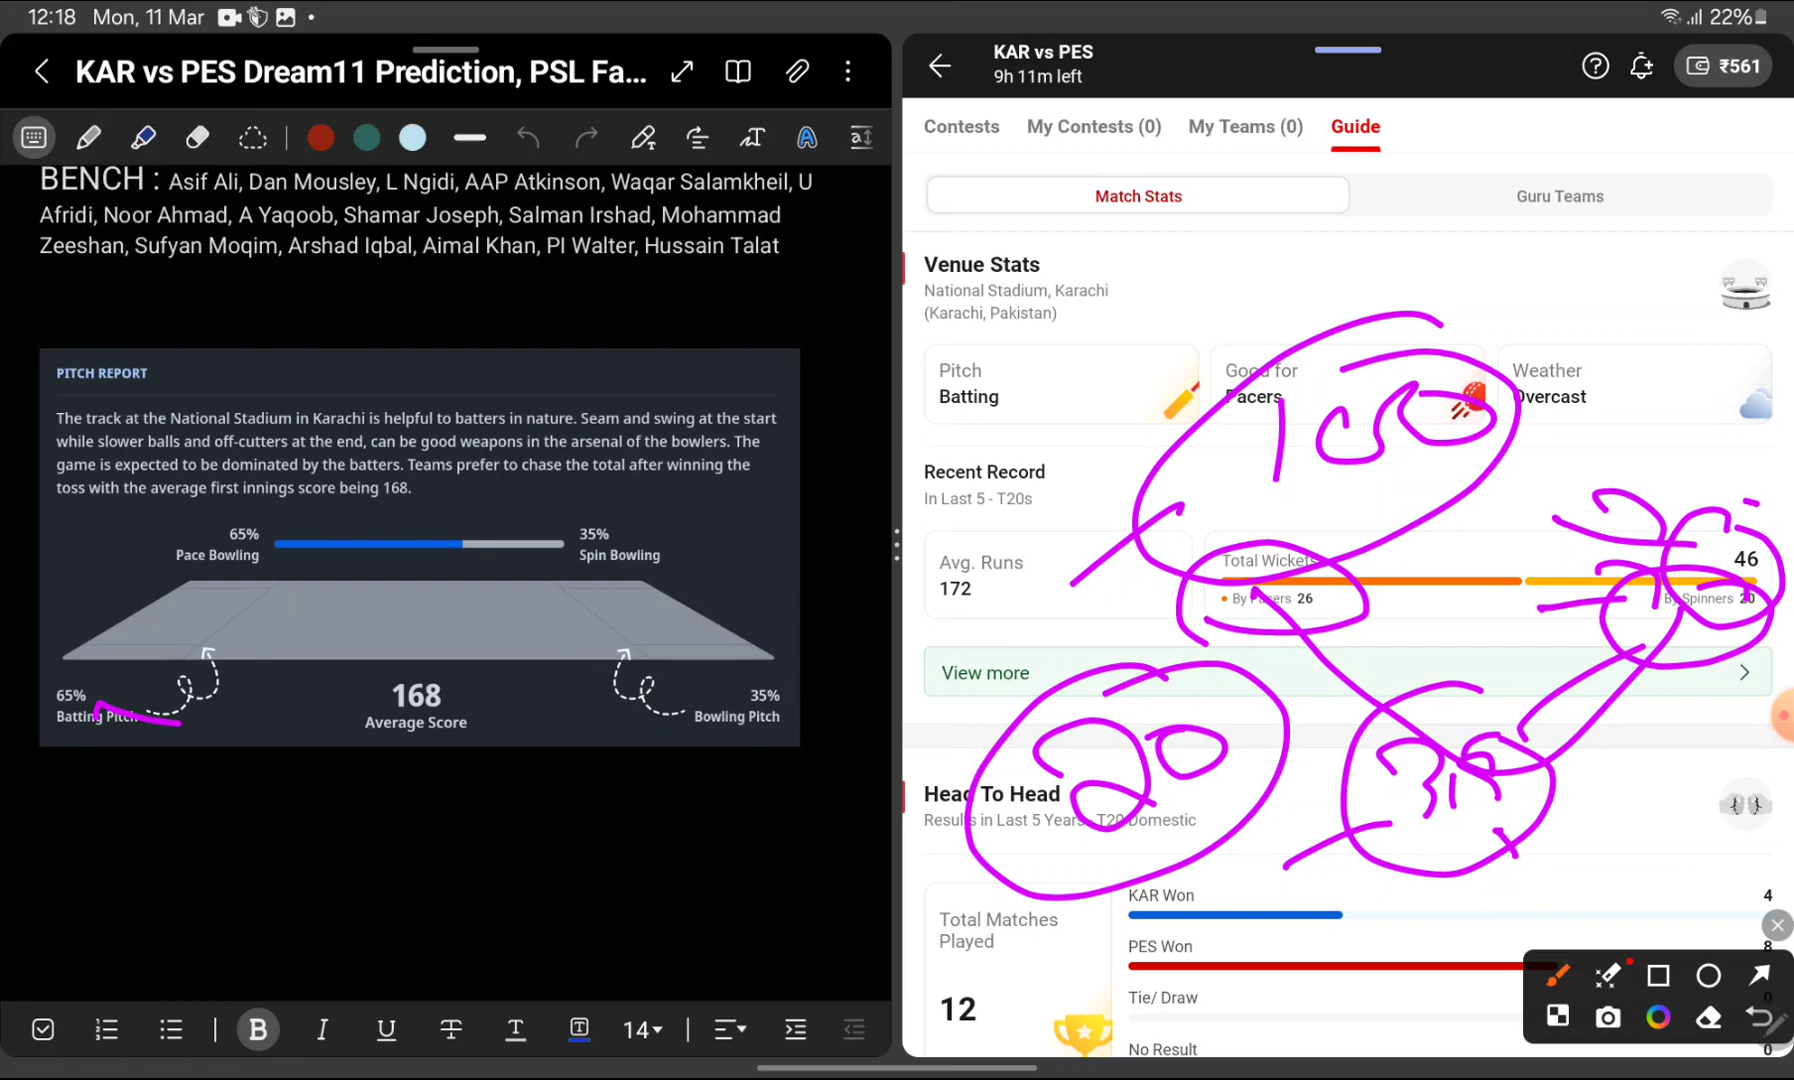 12:18 Mon, 11 Mar
22%
KAR vs PES Dream11 Prediction, PSL Fa...
BENCH : Asif Ali, Dan Mousley, L Ngidi, AAP Atkinson, Waqar Salamkheil, U
Afridi, Noor Ahmad, A Yaqoob, Shamar Joseph, Salman Irshad, Mohammad
Zeeshan, Sufyan Moqim, Arshad Iqbal, Aimal Khan, PI Walter, Hussain Talat
PITCH REPORT
The track at the National Stadium in Karachi is helpful to batters in nature. Seam and swing at the start
while slower balls and off-cutters at the end, can be good weapons in the arsenal of the bowlers. The
game is expected to be dominated by the batters. Teams prefer to chase the total after winning the
toss with the average first innings score being 168.
65%
Pace Bowling
35%
Spin Bowling
65%
Batting Pitch
168
Average Score
35%
Bowling Pitch
B I U T T T 14
KAR vs PES
9h 11m left
₹561
Contests
My Contests (0)
My Teams (0)
Guide
Match Stats
Guru Teams
Venue Stats
National Stadium, Karachi
(Karachi, Pakistan)
Pitch
Batting
Good for
Pacers
Weather
Overcast
Recent Record
In Last 5 - T20s
Avg. Runs
172
Total Wickets
46
By Pacers 26
By Spinners 20
View more
20
Head To Head
Results in Last 5 Years - T20 Domestic
Total Matches
Played
12
KAR Won
4
PES Won
8
Tie/ Draw
0
No Result
0